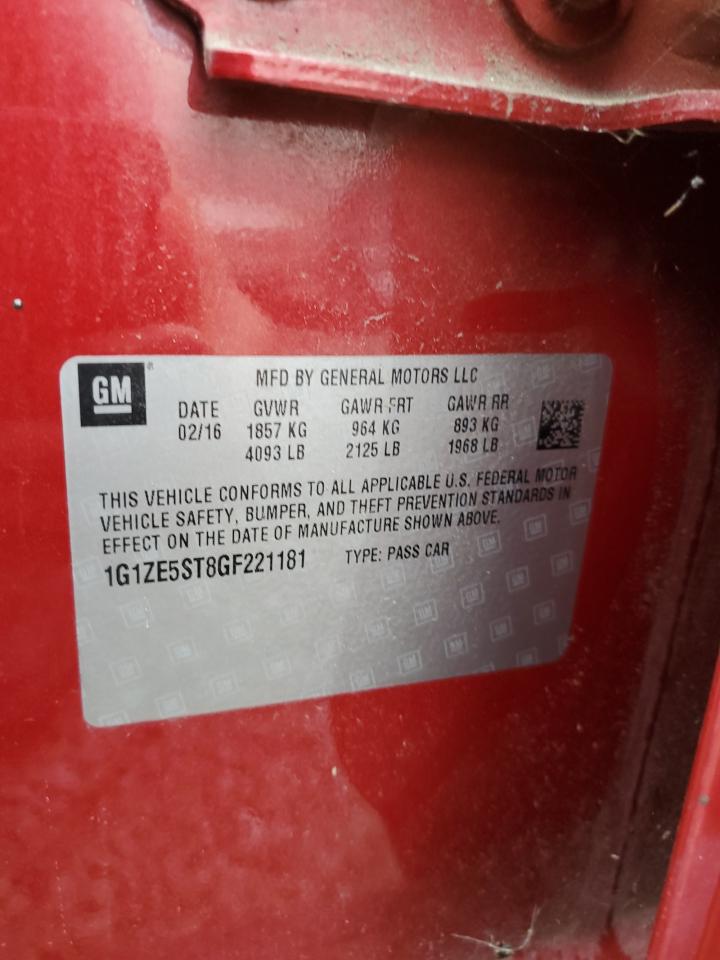 GM
MFD BY GENERAL MOTORS LLC
DATE GVWR GAWR FRT GAWR RR
02/16 1857 KG 964 KG 893 KG
4093 LB 2125 LB 1968 LB
THIS VEHICLE CONFORMS TO ALL APPLICABLE U.S. FEDERAL MOTOR
VEHICLE SAFETY, BUMPER, AND THEFT PREVENTION STANDARDS IN
EFFECT ON THE DATE OF MANUFACTURE SHOWN ABOVE.
1G1ZE5ST8GF221181 TYPE: PASS CAR